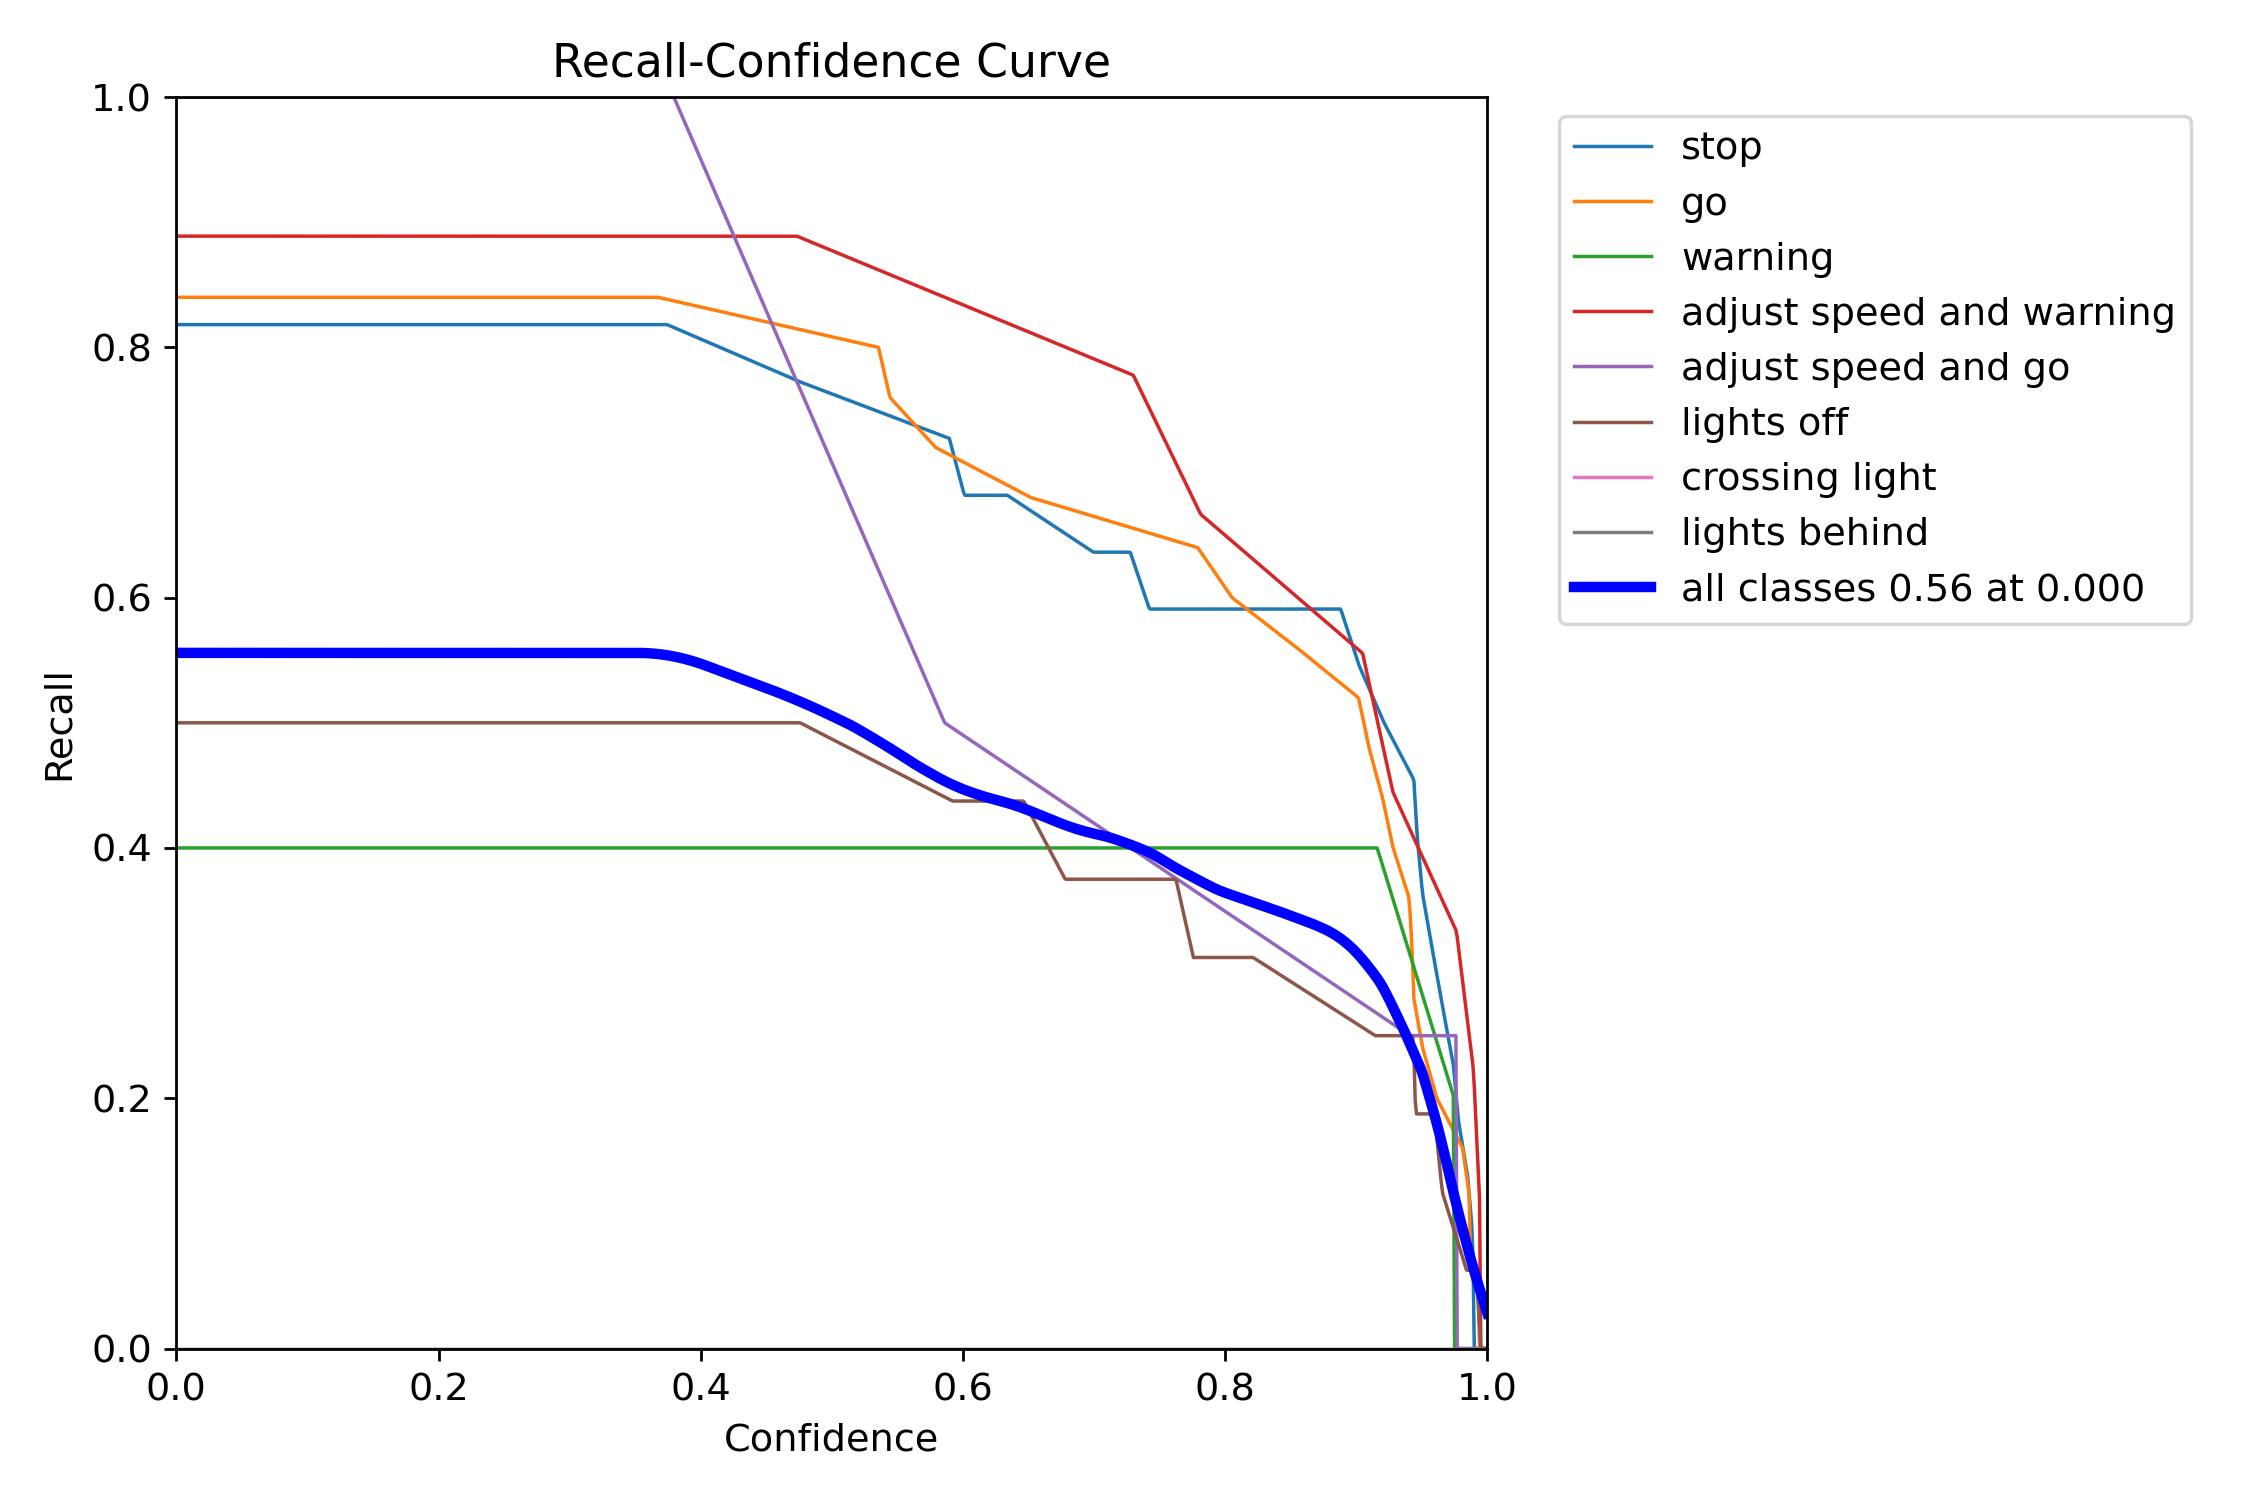 Recall-Confidence Curve
1.0
0.8
0.6
0.4
0.2
0.0
Recall
0.0 0.2 0.4 0.6 0.8 1.0
Confidence
stop
go
warning
adjust speed and warning
adjust speed and go
lights off
crossing light
lights behind
all classes 0.56 at 0.000